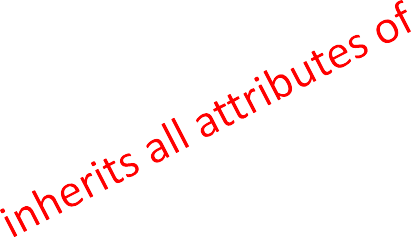 inherits all attributes of